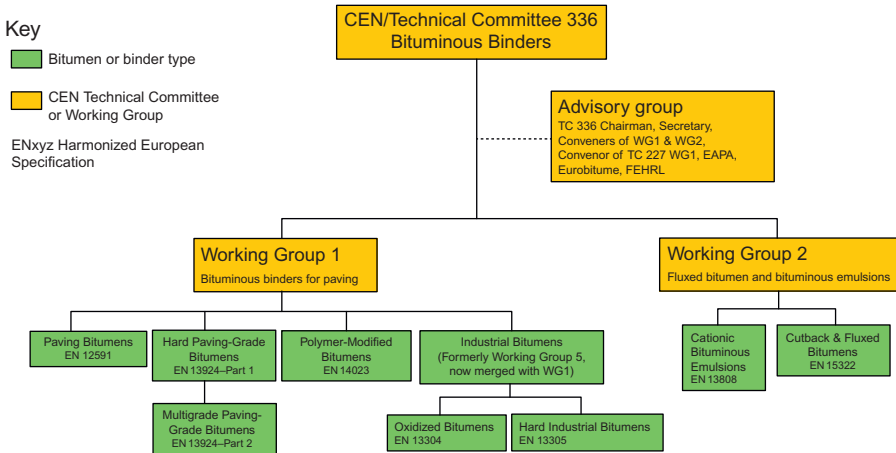 CEN/Technical Committee 336
Bituminous Binders
Key
Bitumen or binder type
CEN Technical Committee
or Working Group
ENxyz Harmonized European
Specification
Advisory group
TC 336 Chairman, Secretary,
Conveners of WG1 & WG2,
Convenor of TC 227 WG1, EAPA,
Eurobitume, FEHRL
Working Group 1
Bituminous binders for paving
Working Group 2
Fluxed bitumen and bituminous emulsions
Paving Bitumens
EN 12591
Hard Paving-Grade
Bitumens
EN 13924–Part 1
Polymer-Modified
Bitumens
EN 14023
Industrial Bitumens
(Formerly Working Group 5,
now merged with WG1)
Cationic
Bituminous
Emulsions
EN 13808
Cutback & Fluxed
Bitumens
EN 15322
Multigrade Paving-
Grade Bitumens
EN 13924–Part 2
Oxidized Bitumens
EN 13304
Hard Industrial Bitumens
EN 13305